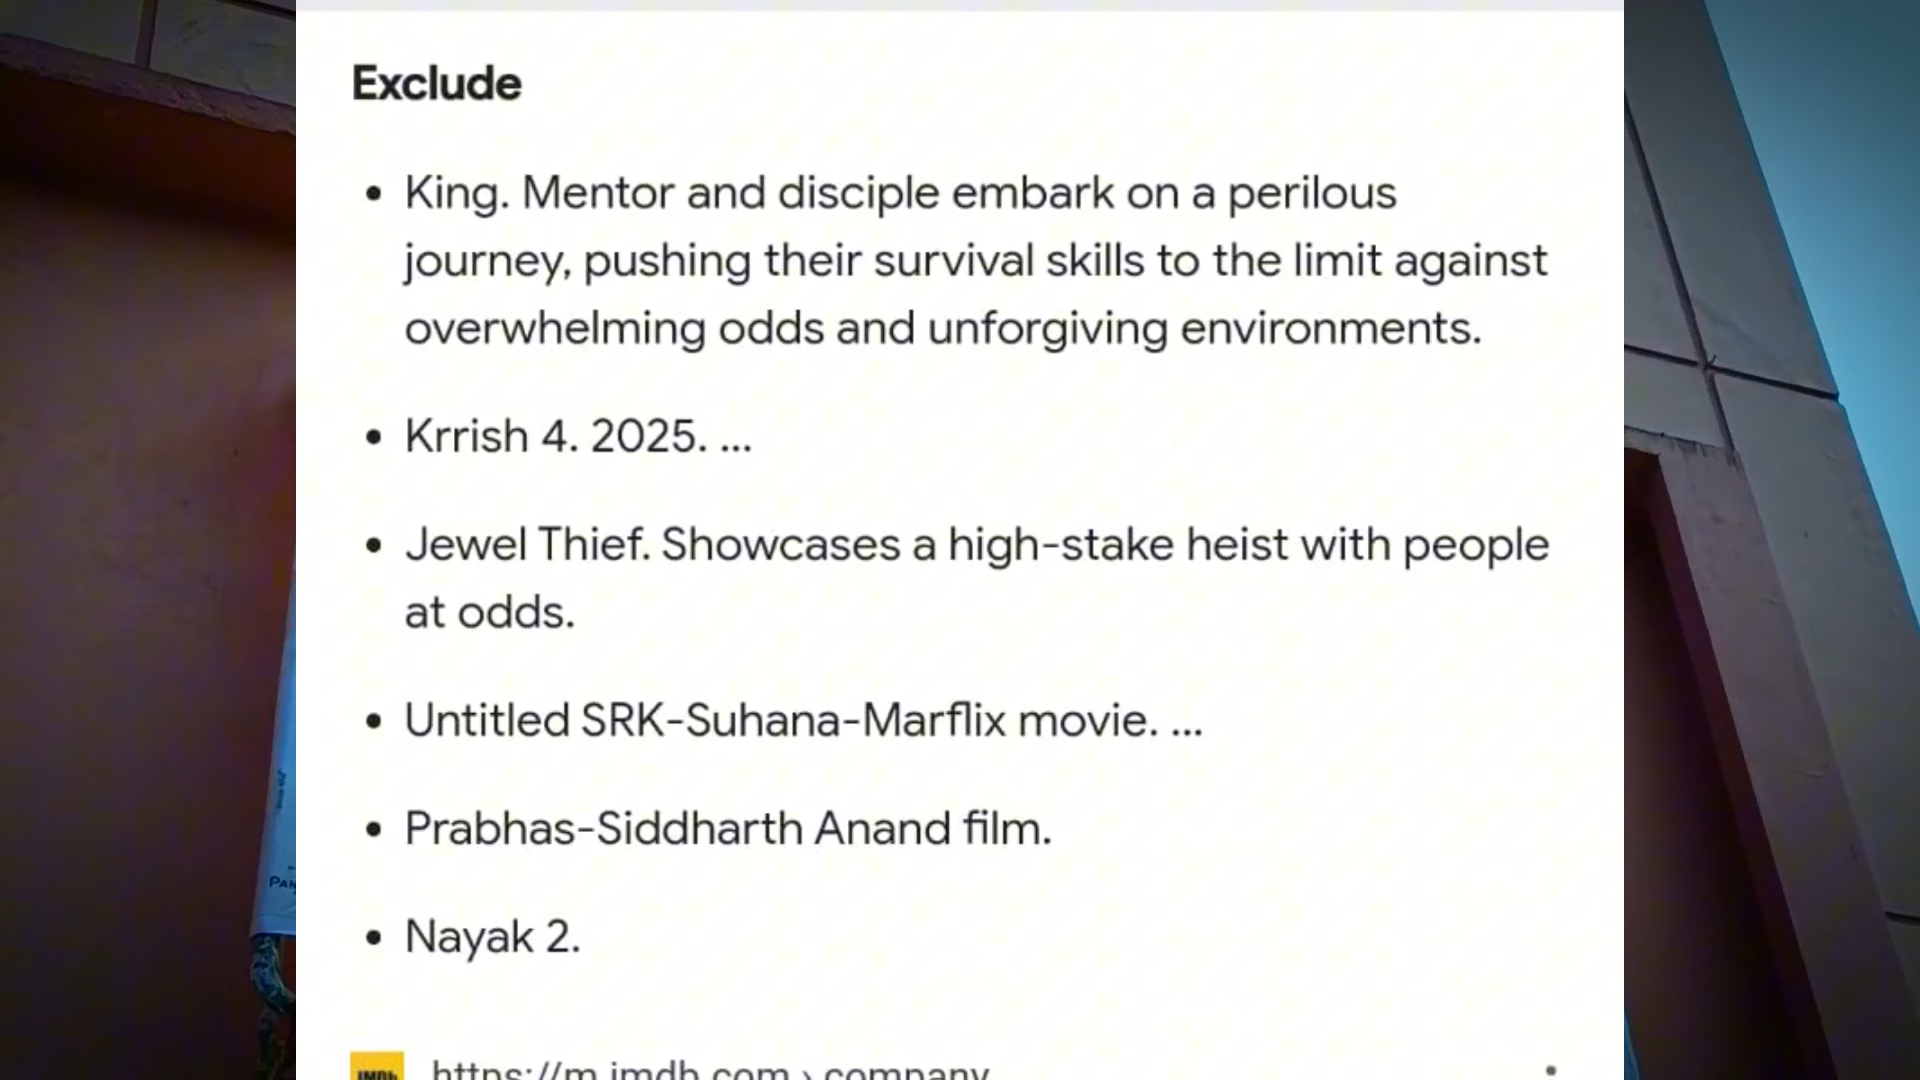 Exclude
• King. Mentor and disciple embark on a perilous
journey, pushing their survival skills to the limit against
overwhelming odds and unforgiving environments.
• Krrish 4. 2025. ...
• Jewel Thief. Showcases a high-stake heist with people
at odds.
• Untitled SRK-Suhana-Marflix movie. ...
• Prabhas-Siddharth Anand film.
• Nayak 2.
IMDb https://m.imdb.com › company